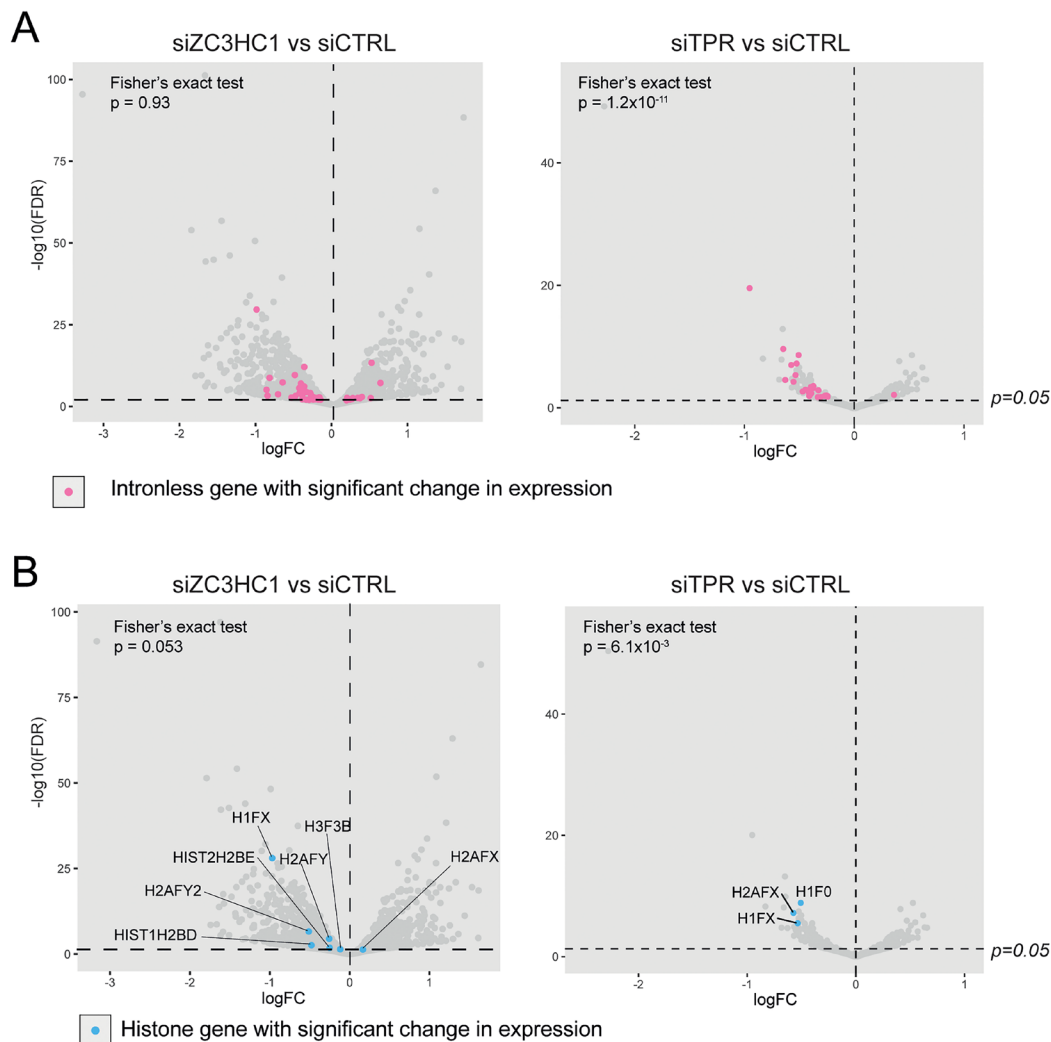 A
siZC3HC1 vs siCTRL
siTPR vs siCTRL
Fisher's exact test
p = 0.93
Fisher's exact test
p = 1.2x10-11
100
75
50
25
0
-log10(FDR)
40
20
0
p=0.05
-3 -2 -1 0 1
logFC
-2 -1 0 1
logFC
Intronless gene with significant change in expression
B
siZC3HC1 vs siCTRL
siTPR vs siCTRL
Fisher's exact test
p = 0.053
Fisher's exact test
p = 6.1x10-3
100
75
50
25
0
-log10(FDR)
H1FX
H3F3B
HIST2H2BE
H2AFY
H2AFX
H2AFY2
HIST1H2BD
40
20
0
H2AFX
H1F0
H1FX
p=0.05
-3 -2 -1 0 1
logFC
-2 -1 0 1
logFC
Histone gene with significant change in expression